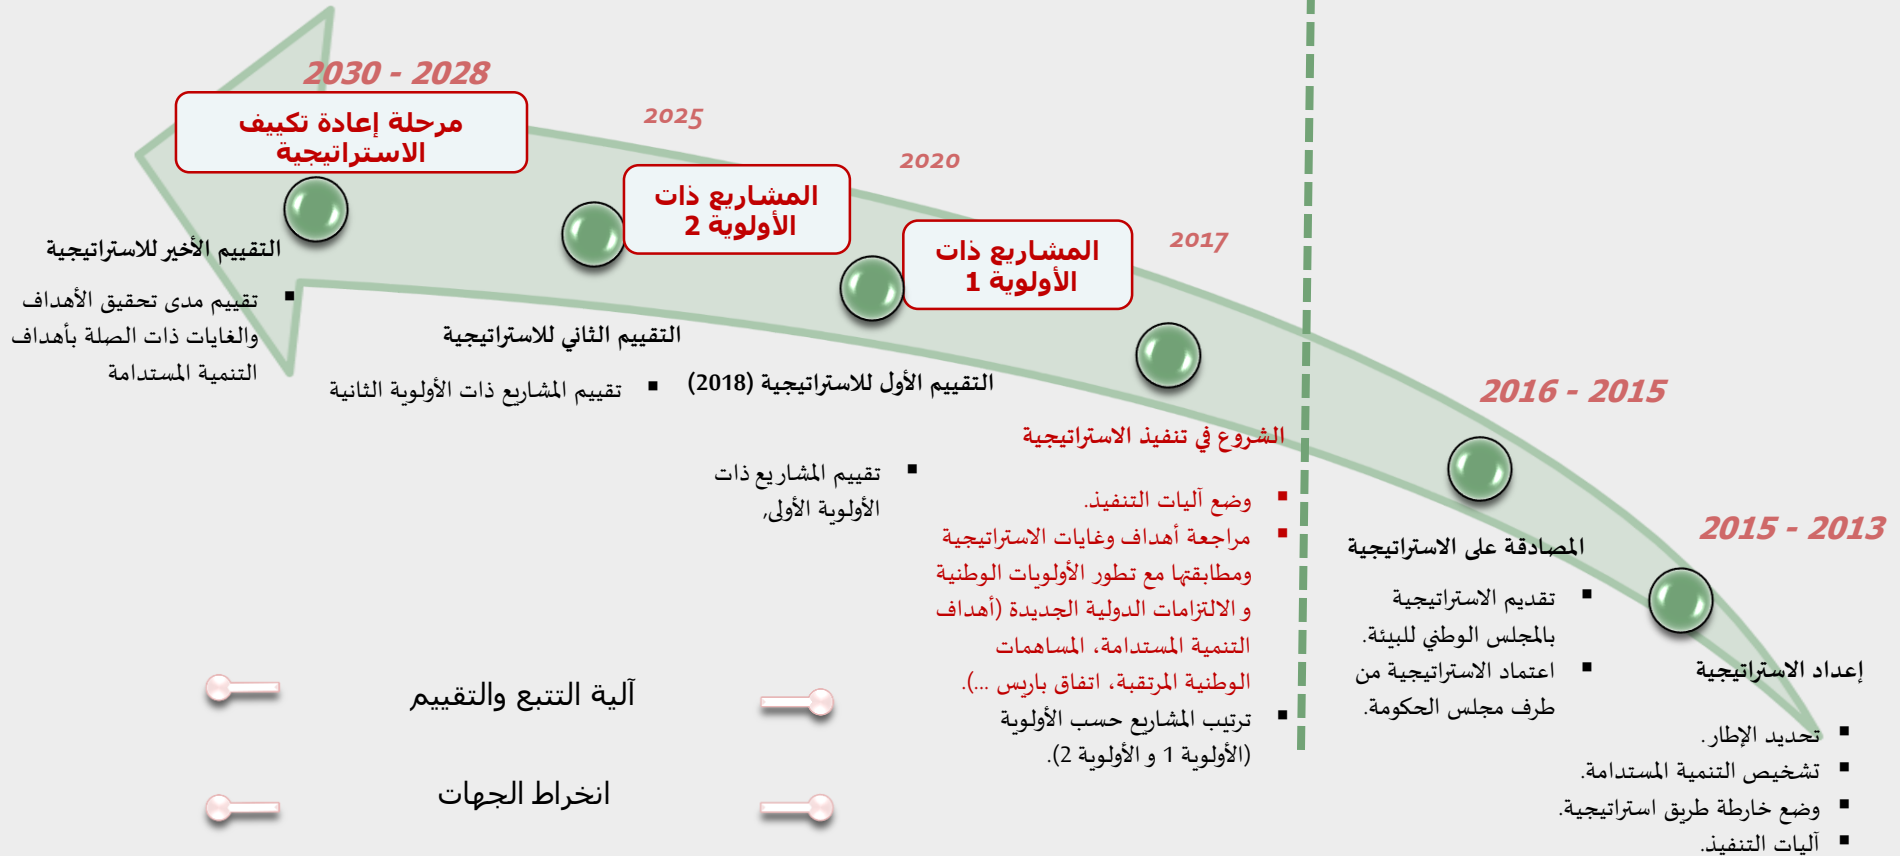 2015 - 2013
إعداد الاستراتيجية
▪ تحديد الإطار.
▪ تشخيص التنمية المستدامة.
▪ وضع خارطة طريق استراتيجية.
▪ آليات التنفيذ.
2016 - 2015
المصادقة على الاستراتيجية
▪ تقديم الاستراتيجية
بالمجلس الوطني للبيئة.
▪ اعتماد الاستراتيجية من
طرف مجلس الحكومة.
2017
الشروع في تنفيذ الاستراتيجية
▪ وضع آليات التنفيذ.
▪ مراجعة أهداف وغايات الاستراتيجية
ومطابقتها مع تطور الأولويات الوطنية
و الالتزامات الدولية الجديدة (أهداف
التنمية المستدامة، المساهمات
الوطنية المرتقبة، اتفاق باريس ...).
▪ ترتيب المشاريع حسب الأولوية
(الأولوية 1 و الأولوية 2).
المشاريع ذات
الأولوية 1
2020
التقييم الأول للاستراتيجية (2018)
▪ تقييم المشاريع ذات
الأولوية الأولى,
المشاريع ذات
الأولوية 2
2025
التقييم الثاني للاستراتيجية
▪ تقييم المشاريع ذات الأولوية الثانية
2030 - 2028
مرحلة إعادة تكييف
الاستراتيجية
التقييم الأخير للاستراتيجية
▪ تقييم مدى تحقيق الأهداف
والغايات ذات الصلة بأهداف
التنمية المستدامة
آلية التتبع والتقييم
انخراط الجهات